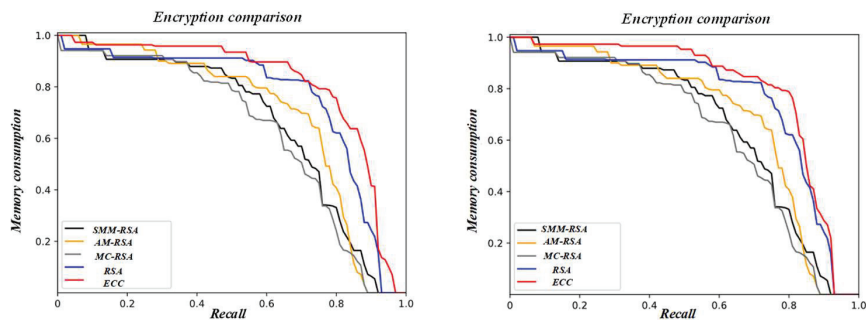 Encryption comparison
Memory consumption
1.0
0.8
0.6
0.4
0.2
SMM-RSA
AM-RSA
MC-RSA
RSA
ECC
0 0.2 0.4 0.6 0.8 1.0
Recall
Encryption comparison
Memory consumption
1.0
0.8
0.6
0.4
0.2
SMM-RSA
AM-RSA
MC-RSA
RSA
ECC
0 0.2 0.4 0.6 0.8 1.0
Recall